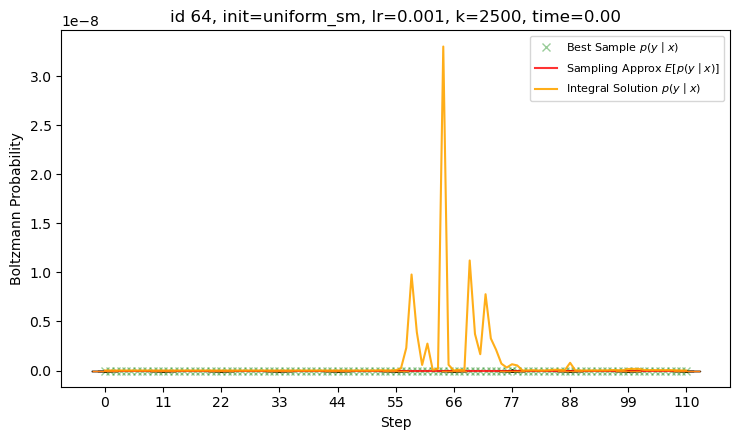 id 64, init=uniform_sm, lr=0.001, k=2500, time=0.00
1e−8
Best Sample p(y | x)
Sampling Approx E[p(y | x)]
Integral Solution p(y | x)
3.0
2.5
2.0
1.5
1.0
0.5
0.0
Boltzmann Probability
0 11 22 33 44 55 66 77 88 99 110
Step